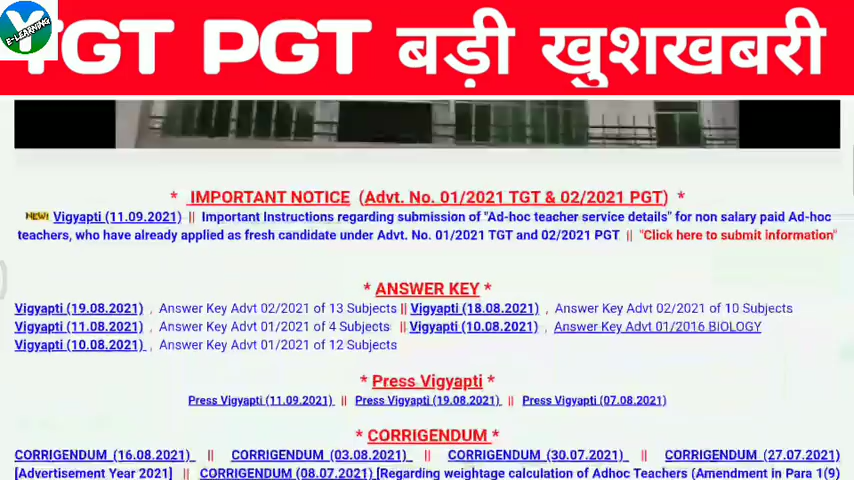 Y E-LEARNING
TGT PGT बड़ी खुशखबरी
* IMPORTANT NOTICE (Advt. No. 01/2021 TGT & 02/2021 PGT) *
NEW! Vigyapti (11.09.2021) || Important Instructions regarding submission of "Ad-hoc teacher service details" for non salary paid Ad-hoc
teachers, who have already applied as fresh candidate under Advt. No. 01/2021 TGT and 02/2021 PGT || "Click here to submit information"
* ANSWER KEY *
Vigyapti (19.08.2021) , Answer Key Advt 02/2021 of 13 Subjects || Vigyapti (18.08.2021) , Answer Key Advt 02/2021 of 10 Subjects
Vigyapti (11.08.2021) , Answer Key Advt 01/2021 of 4 Subjects || Vigyapti (10.08.2021) , Answer Key Advt 01/2016 BIOLOGY
Vigyapti (10.08.2021) , Answer Key Advt 01/2021 of 12 Subjects
* Press Vigyapti *
Press Vigyapti (11.09.2021) || Press Vigyapti (19.08.2021) || Press Vigyapti (07.08.2021)
* CORRIGENDUM *
CORRIGENDUM (16.08.2021) || CORRIGENDUM (03.08.2021) || CORRIGENDUM (30.07.2021) || CORRIGENDUM (27.07.2021)
[Advertisement Year 2021] || CORRIGENDUM (08.07.2021) [Regarding weightage calculation of Adhoc Teachers (Amendment in Para 1(9)